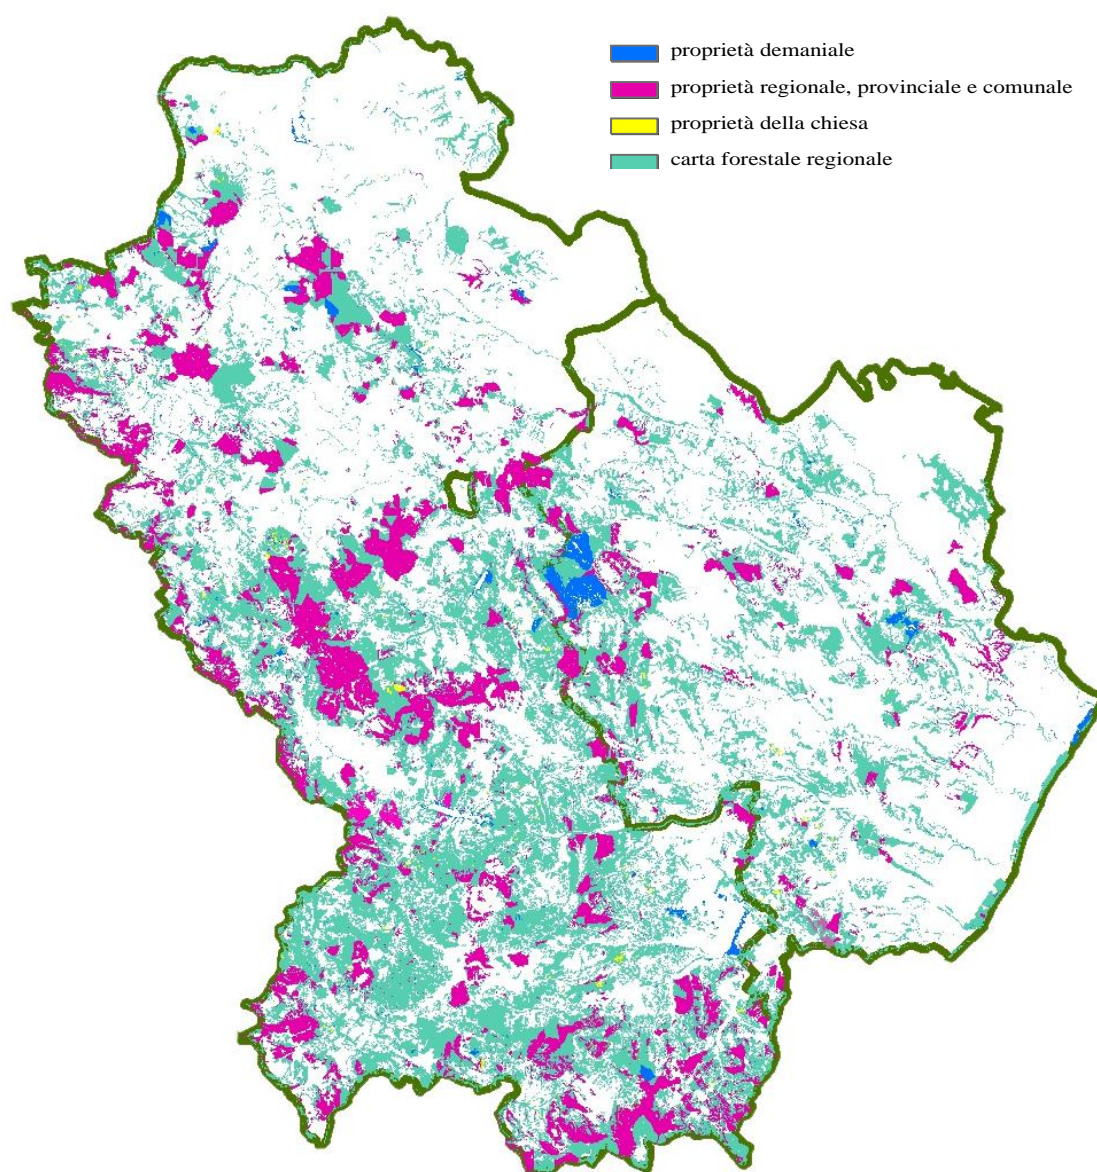 proprietà demaniale
proprietà regionale, provinciale e comunale
proprietà della chiesa
carta forestale regionale